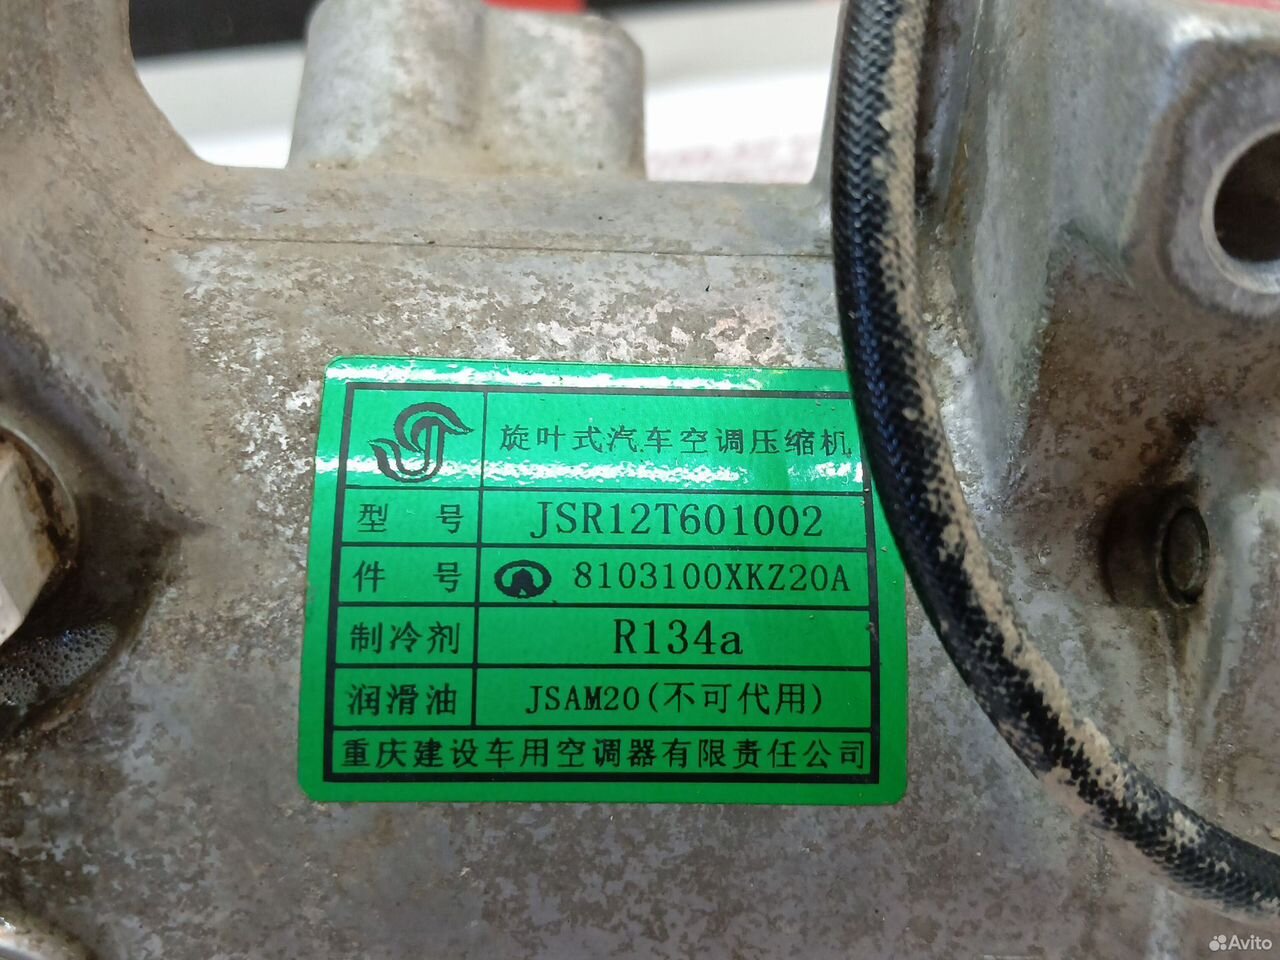 旋叶式汽车空调压缩机
型 号 JSR12T601002
件 号 8103100XKZ20A
制冷剂 R134a
润滑油 JSAM20(不可代用)
重庆建设车用空调器有限责任公司
Avito